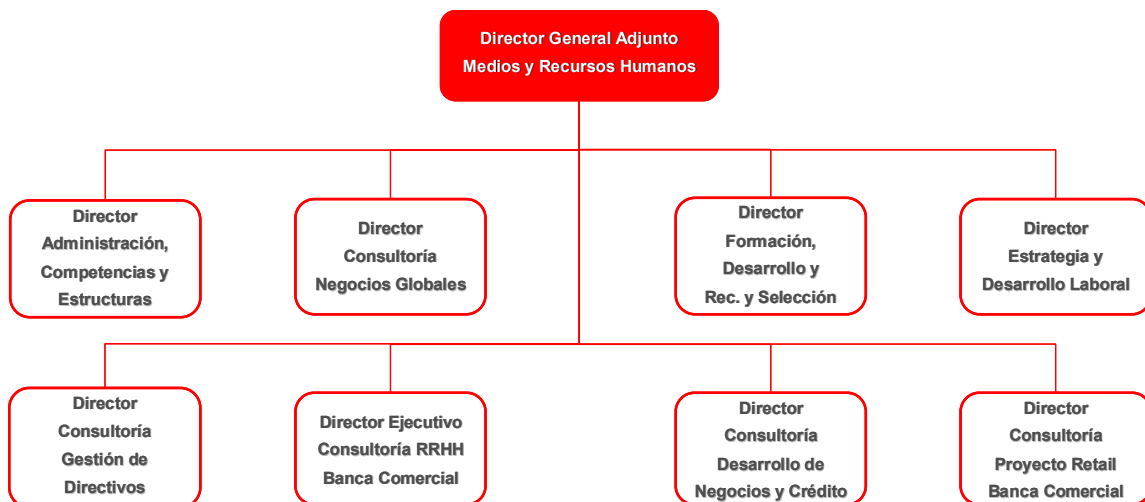 Director General Adjunto
Medios y Recursos Humanos
Director
Administración,
Competencias y
Estructuras
Director
Consultoría
Negocios Globales
Director
Formación,
Desarrollo y
Rec. y Selección
Director
Estrategia y
Desarrollo Laboral
Director
Consultoría
Gestión de
Directivos
Director Ejecutivo
Consultoría RRHH
Banca Comercial
Director
Consultoría
Desarrollo de
Negocios y Crédito
Director
Consultoría
Proyecto Retail
Banca Comercial